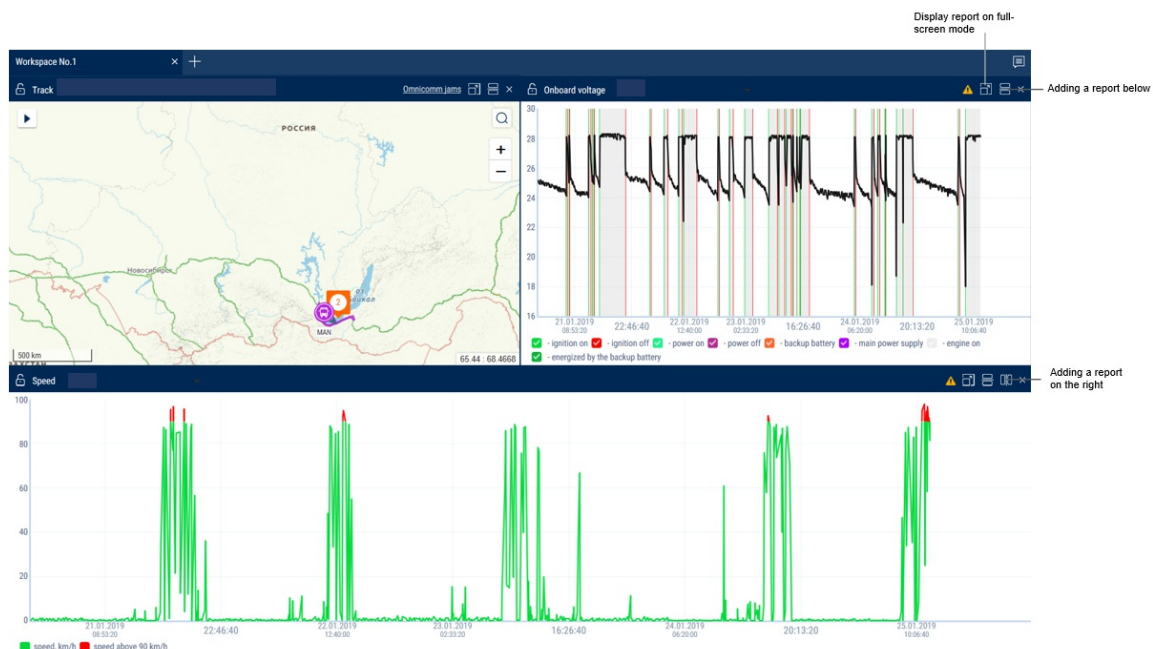 Display report on full-
screen mode
Workspace No.1
Track
Omnicomm jams
Onboard voltage
Adding a report below
РОССИЯ
Новосибирск
2
MAN
500 km
65.44 : 68.4668
30
28
26
24
22
20
18
16
21.01.2019 22.01.2019 23.01.2019 24.01.2019 25.01.2019
08:53:20 22:46:40 12:40:00 02:33:20 16:26:40 06:20:00 20:13:20 10:06:40
- ignition on - ignition off - power on - power off - backup battery - main power supply - engine on
- energized by the backup battery
Speed
Adding a report
on the right
100
80
60
40
20
0
21.01.2019 22.01.2019 23.01.2019 24.01.2019 25.01.2019
08:53:20 22:46:40 12:40:00 02:33:20 16:26:40 06:20:00 20:13:20 10:06:40
speed, km/h speed above 90 km/h